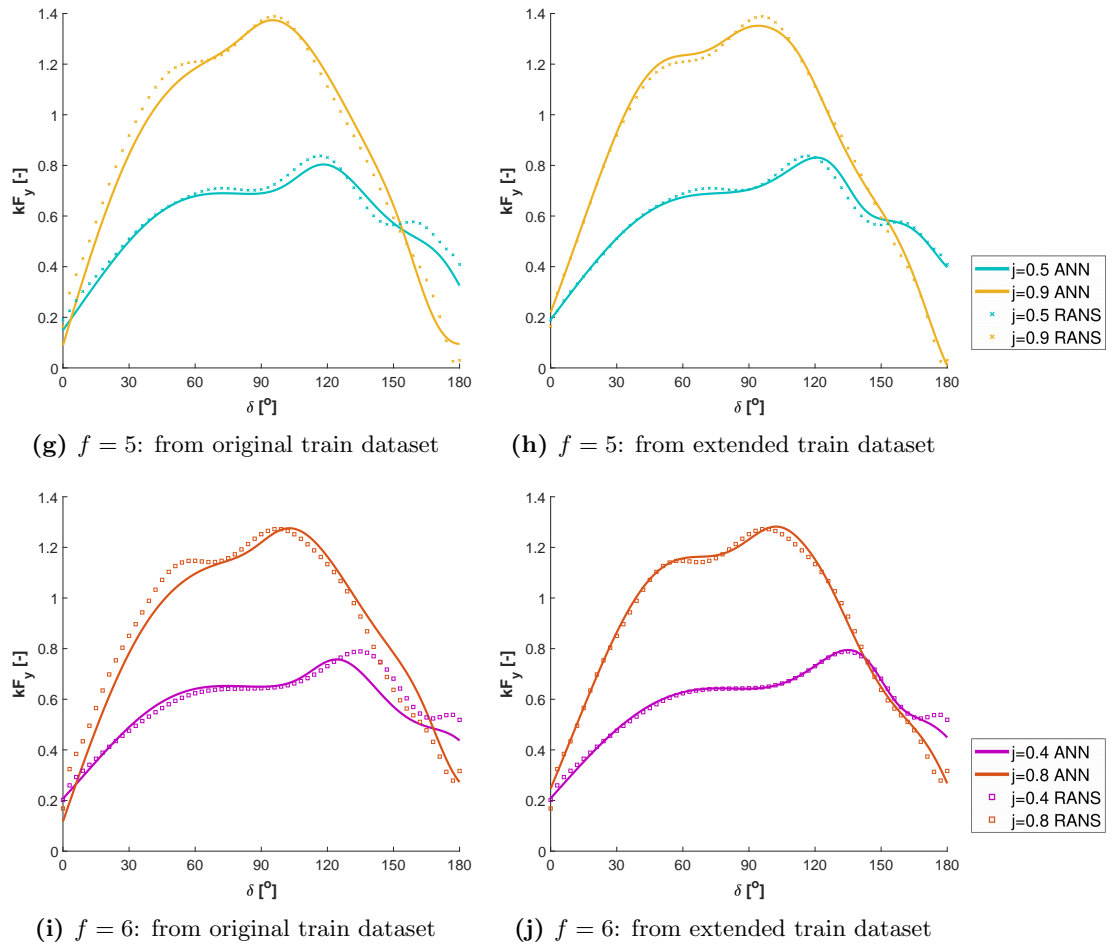 1.4
1.2
1
0.8
0.6
0.4
0.2
0
kF_y [-]
0 30 60 90 120 150 180
δ [°]
1.4
1.2
1
0.8
0.6
0.4
0.2
0
kF_y [-]
0 30 60 90 120 150 180
δ [°]
j=0.5 ANN
j=0.9 ANN
j=0.5 RANS
j=0.9 RANS
(g) f = 5: from original train dataset
(h) f = 5: from extended train dataset
1.4
1.2
1
0.8
0.6
0.4
0.2
0
kF_y [-]
0 30 60 90 120 150 180
δ [°]
1.4
1.2
1
0.8
0.6
0.4
0.2
0
kF_y [-]
0 30 60 90 120 150 180
δ [°]
j=0.4 ANN
j=0.8 ANN
j=0.4 RANS
j=0.8 RANS
(i) f = 6: from original train dataset
(j) f = 6: from extended train dataset